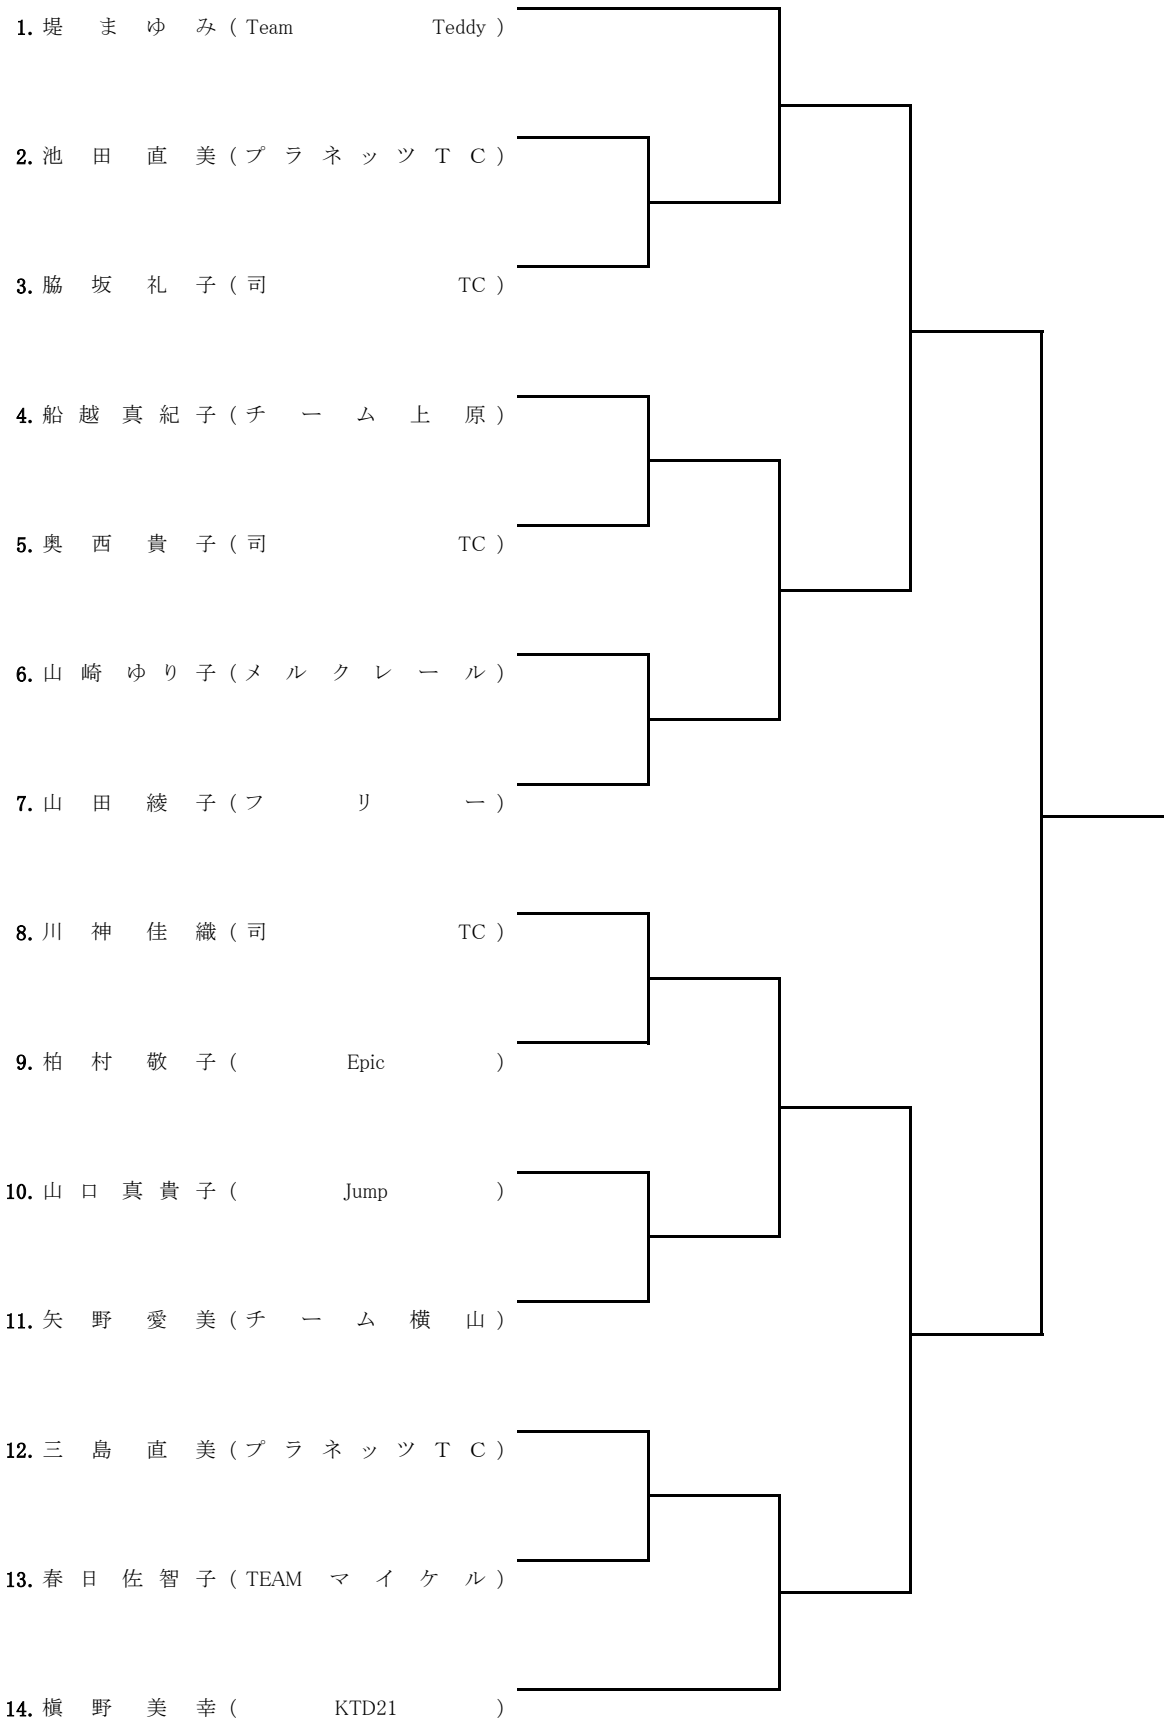 1. 堤まゆみ ( Team Teddy )
2. 池田直美 ( プラネッツTC )
3. 脇坂礼子 ( 司 TC )
4. 船越真紀子 ( チーム上原 )
5. 奥西貴子 ( 司 TC )
6. 山崎ゆり子 ( メルクレール )
7. 山田綾子 ( フリー )
8. 川神佳織 ( 司 TC )
9. 柏村敬子 ( Epic )
10. 山口真貴子 ( Jump )
11. 矢野愛美 ( チーム横山 )
12. 三島直美 ( プラネッツTC )
13. 春日佐智子 ( TEAM マイケル )
14. 槇野美幸 ( KTD21 )